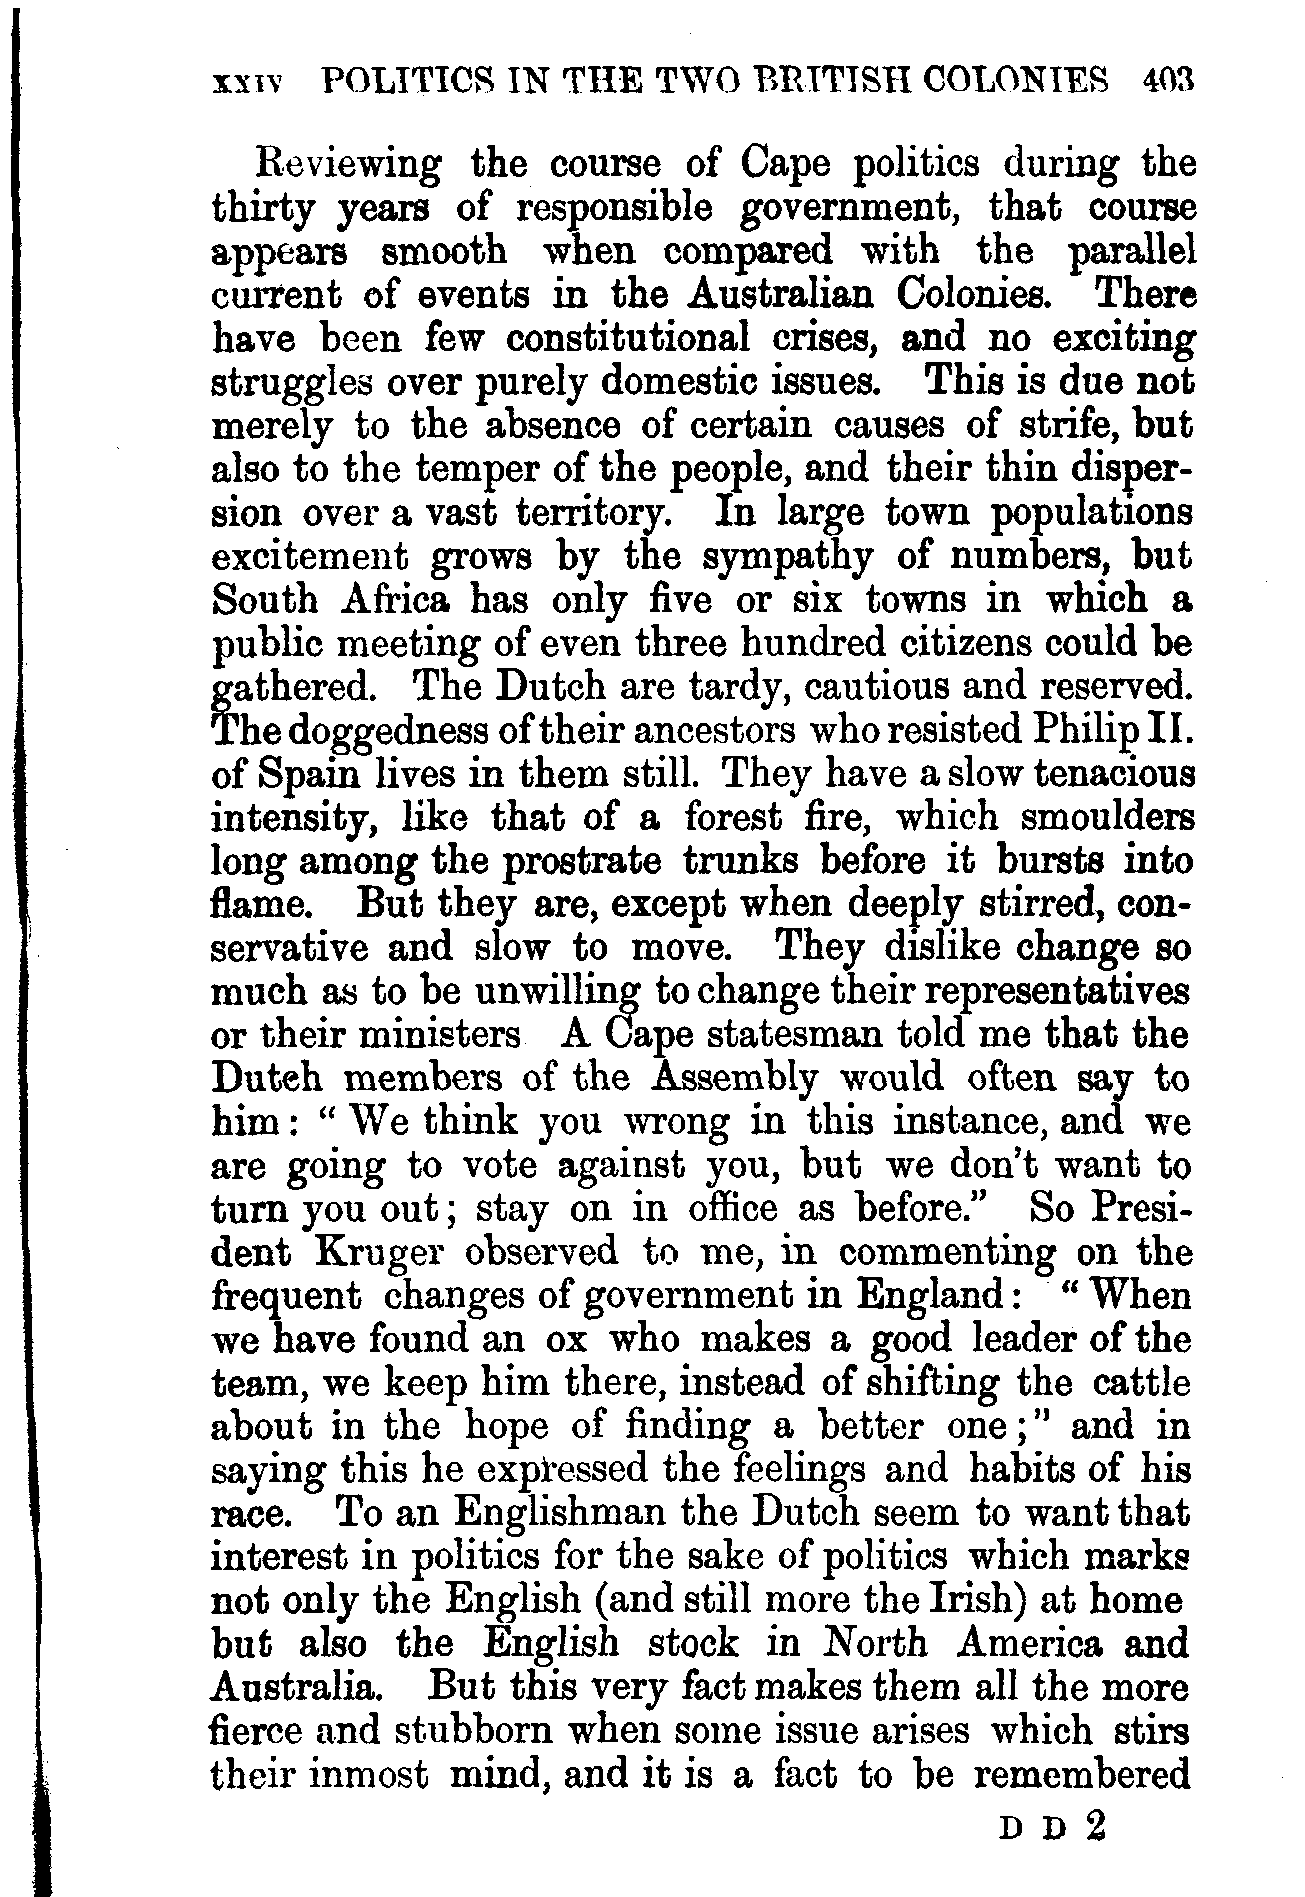 XXIV POLITICS IN THE TWO BRITISH COLONIES 403
Reviewing the course of Cape politics during the
thirty years of responsible government, that course
appears smooth when compared with the parallel
current of events in the Australian Colonies. There
have been few constitutional crises, and no exciting
struggles over purely domestic issues. This is due not
merely to the absence of certain causes of strife, but
also to the temper of the people, and their thin disper-
sion over a vast territory. In large town populations
excitement grows by the sympathy of numbers, but
South Africa has only five or six towns in which a
public meeting of even three hundred citizens could be
gathered. The Dutch are tardy, cautious and reserved.
The doggedness of their ancestors who resisted Philip II.
of Spain lives in them still. They have a slow tenacious
intensity, like that of a forest fire, which smoulders
long among the prostrate trunks before it bursts into
flame. But they are, except when deeply stirred, con-
servative and slow to move. They dislike change so
much as to be unwilling to change their representatives
or their ministers A Cape statesman told me that the
Dutch members of the Assembly would often say to
him: “We think you wrong in this instance, and we
are going to vote against you, but we don't want to
turn you out; stay on in office as before.” So Presi-
dent Kruger observed to me, in commenting on the
frequent changes of government in England: “When
we have found an ox who makes a good leader of the
team, we keep him there, instead of shifting the cattle
about in the hope of finding a better one;” and in
saying this he expressed the feelings and habits of his
race. To an Englishman the Dutch seem to want that
interest in politics for the sake of politics which marks
not only the English (and still more the Irish) at home
but also the English stock in North America and
Australia. But this very fact makes them all the more
fierce and stubborn when some issue arises which stirs
their inmost mind, and it is a fact to be remembered
D D 2